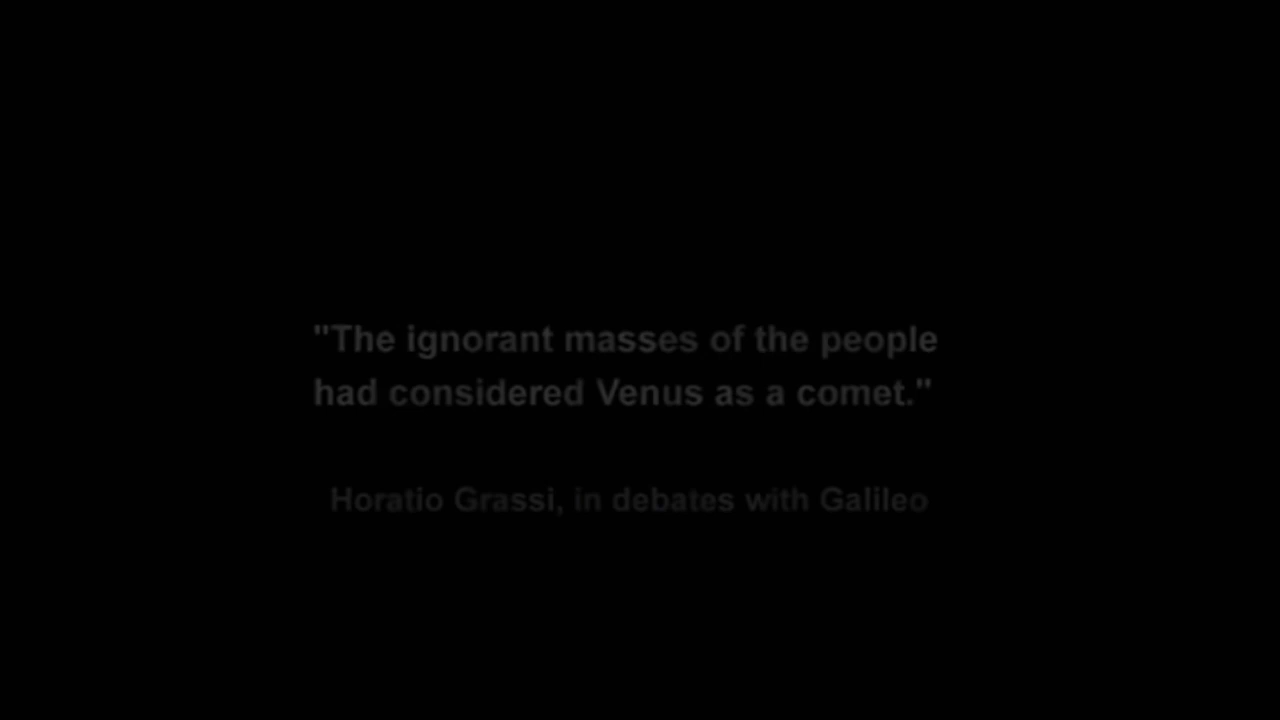 "The ignorant masses of the people
had considered Venus as a comet."
Horatio Grassi, in debates with Galileo